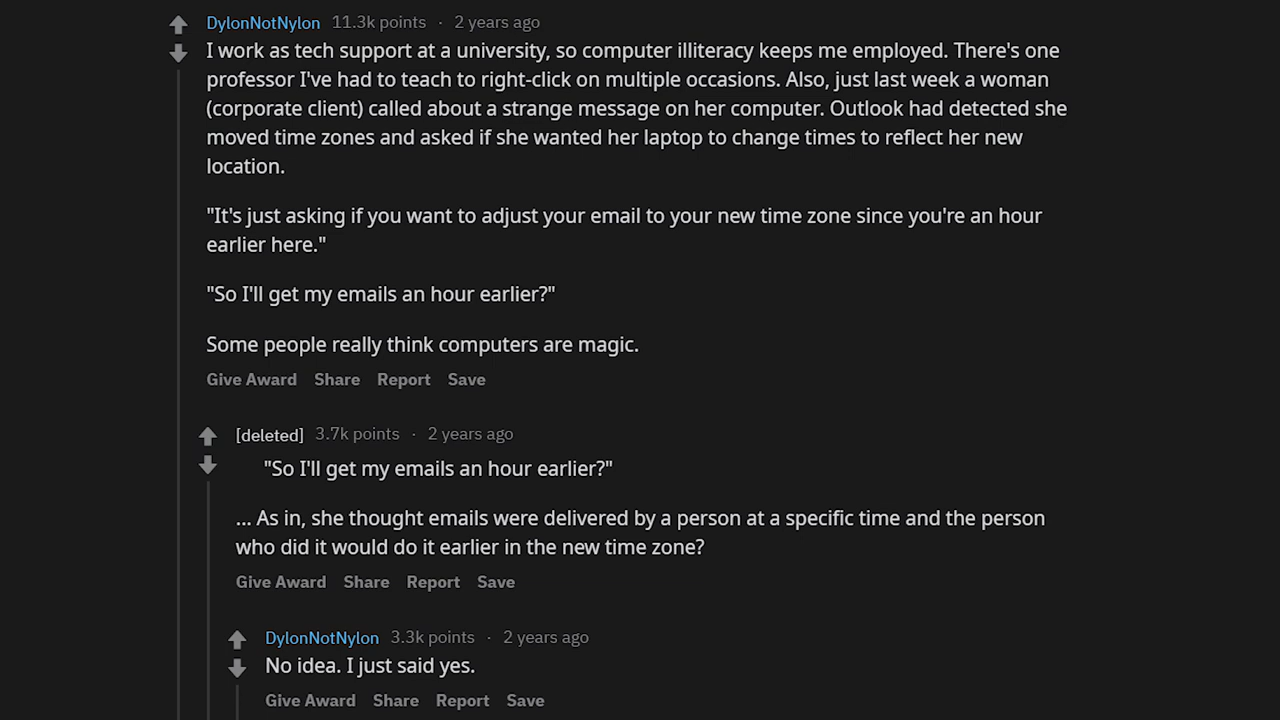 DylonNotNylon 11.3k points · 2 years ago
I work as tech support at a university, so computer illiteracy keeps me employed. There's one
professor I've had to teach to right-click on multiple occasions. Also, just last week a woman
(corporate client) called about a strange message on her computer. Outlook had detected she
moved time zones and asked if she wanted her laptop to change times to reflect her new
location.
"It's just asking if you want to adjust your email to your new time zone since you're an hour
earlier here."
"So I'll get my emails an hour earlier?"
Some people really think computers are magic.
Give Award Share Report Save
[deleted] 3.7k points · 2 years ago
"So I'll get my emails an hour earlier?"
... As in, she thought emails were delivered by a person at a specific time and the person
who did it would do it earlier in the new time zone?
Give Award Share Report Save
DylonNotNylon 3.3k points · 2 years ago
No idea. I just said yes.
Give Award Share Report Save